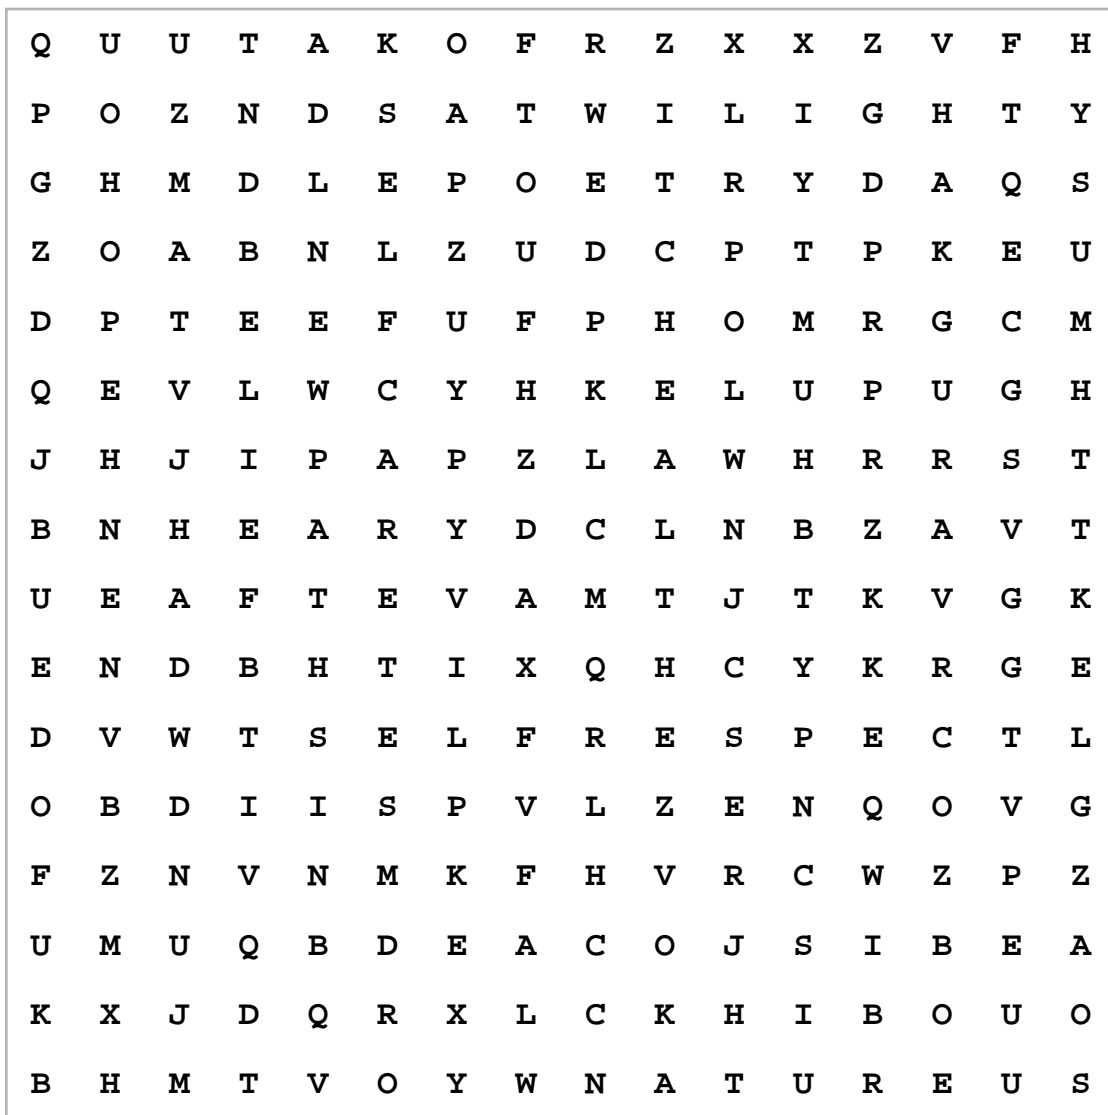 Q U U T A K O F R Z X X Z V F H
P O Z N D S A T W I L I G H T Y
G H M D L E P O E T R Y D A Q S
Z O A B N L Z U D C P T P K E U
D P T E E F U F P H O M R G C M
Q E V L W C Y H K E L U P U G H
J H J I P A P Z L A W H R R S T
B N H E A R Y D C L N B Z A V T
U E A F T E V A M T J T K V G K
E N D B H T I X Q H C Y K R G E
D V W T S E L F R E S P E C T L
O B D I I S P V L Z E N Q O V G
F Z N V N M K F H V R C W Z P Z
U M U Q B D E A C O J S I B E A
K X J D Q R X L C K H I B O U O
B H M T V O Y W N A T U R E U S